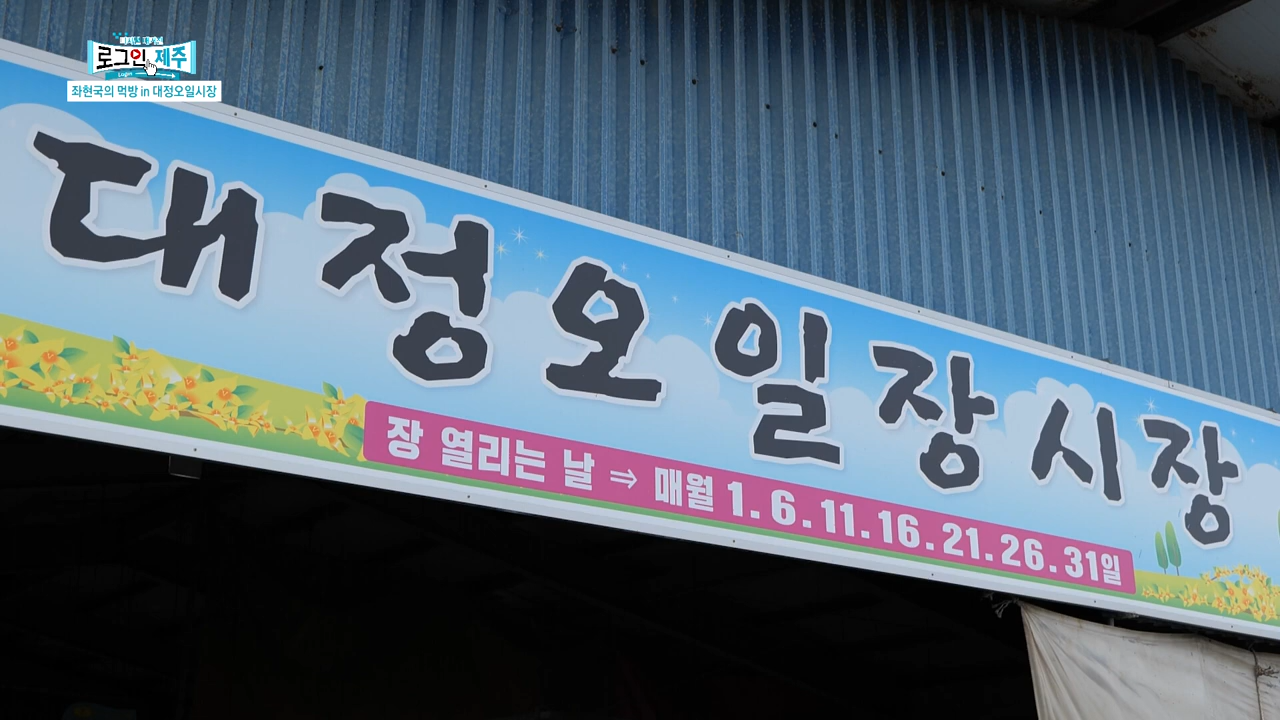 로그인 제주
Login
좌현국의 먹방 in 대정오일시장
대정오일장시장
장 열리는 날 ⇒ 매월 1. 6. 11. 16. 21. 26. 31일